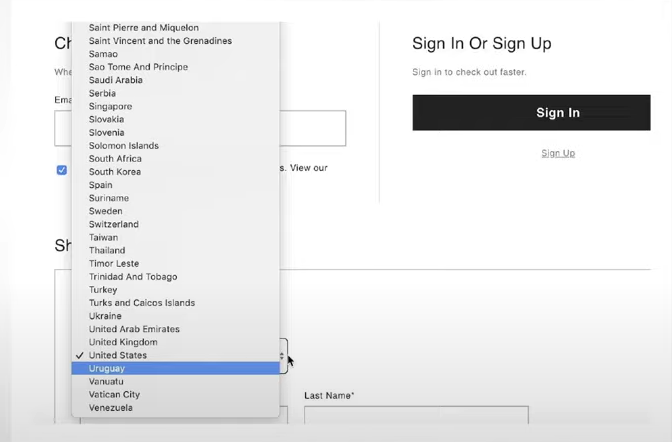 Saint Pierre and Miquelon
Saint Vincent and the Grenadines
Samao
Sao Tome And Principe
Saudi Arabia
Serbia
Singapore
Slovakia
Slovenia
Solomon Islands
South Africa
South Korea
Spain
Suriname
Sweden
Switzerland
Taiwan
Thailand
Timor Leste
Trinidad And Tobago
Turkey
Turks and Caicos Islands
Ukraine
United Arab Emirates
United Kingdom
✓ United States
Uruguay
Vanuatu
Vatican City
Venezuela
Ch
Whe
Ema
s. View our
Sh
Last Name*
Sign In Or Sign Up
Sign in to check out faster.
Sign In
Sign Up